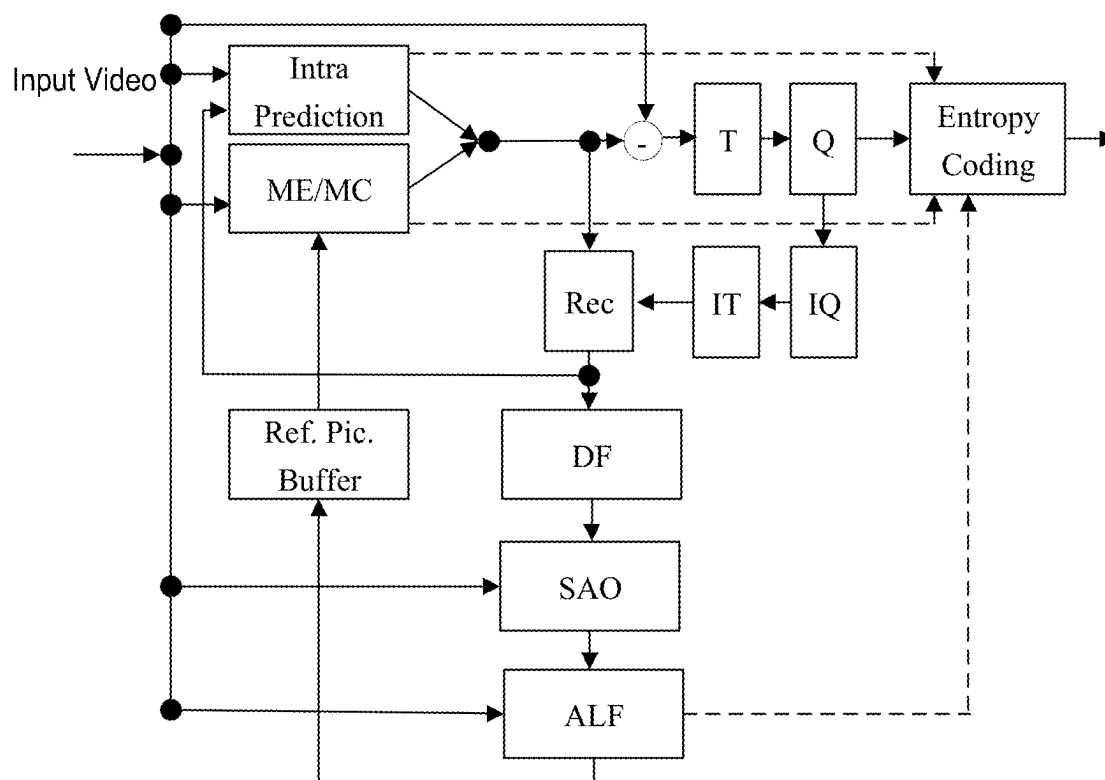 Input Video
Intra
Prediction
ME/MC
-
T
Q
Entropy
Coding
Rec
IT
IQ
Ref. Pic.
Buffer
DF
SAO
ALF